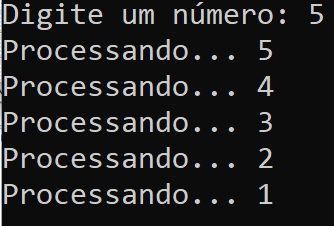 Digite um número: 5
Processando... 5
Processando... 4
Processando... 3
Processando... 2
Processando... 1